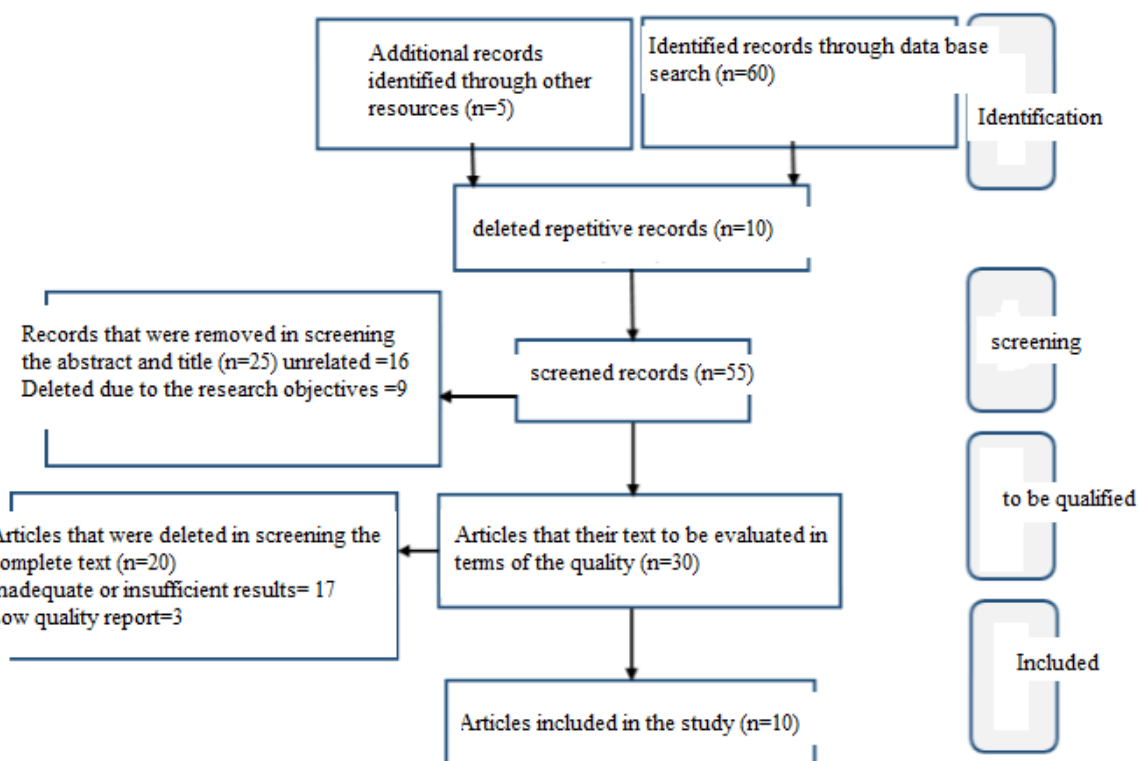 Additional records
identified through other
resources (n=5)
Identified records through data base
search (n=60)
Identification
deleted repetitive records (n=10)
Records that were removed in screening
the abstract and title (n=25) unrelated =16
Deleted due to the research objectives =9
screened records (n=55)
screening
Articles that were deleted in screening the
complete text (n=20)
inadequate or insufficient results= 17
Low quality report=3
Articles that their text to be evaluated in
terms of the quality (n=30)
to be qualified
Articles included in the study (n=10)
Included